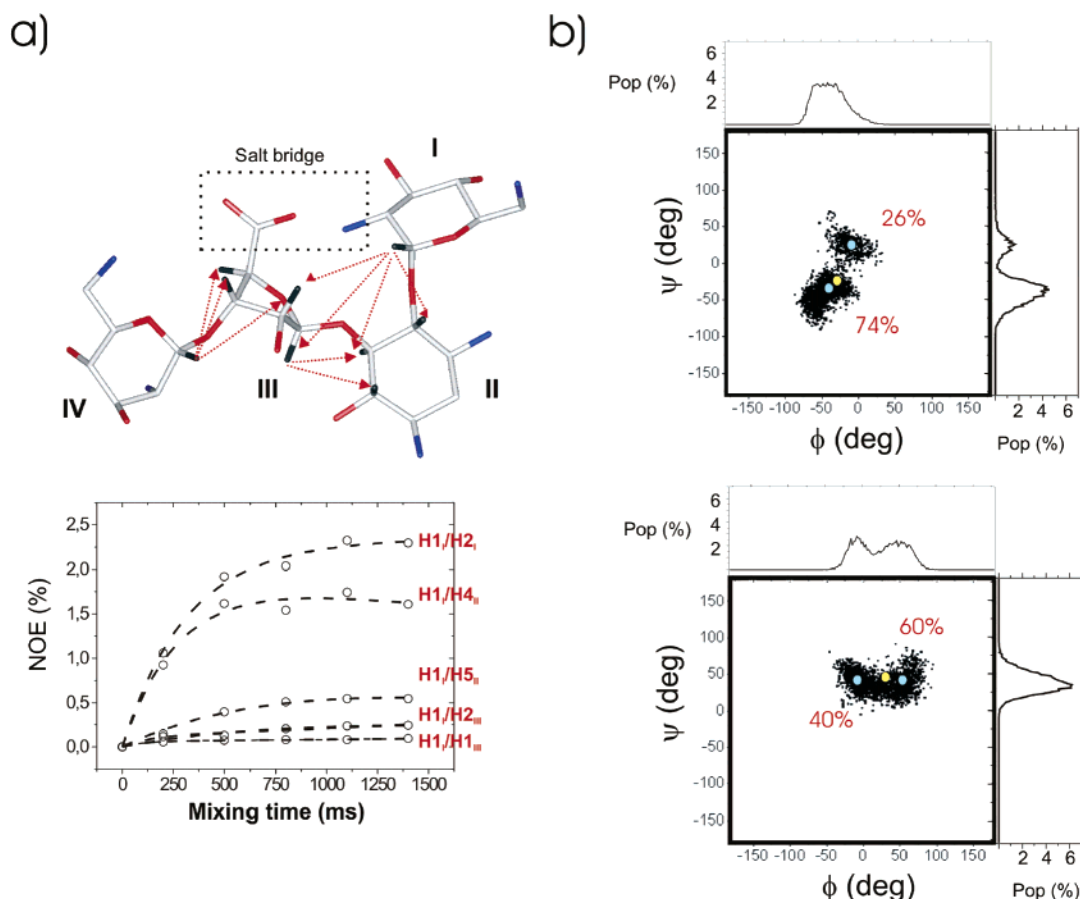 a)
Salt bridge
I
II
III
IV
NOE (%)
2,5
2,0
1,5
1,0
0,5
0,0
H1I/H2I
H1I/H4II
H1I/H5II
H1I/H2III
H1I/H1III
0 250 500 750 1000 1250 1500
Mixing time (ms)
b)
Pop (%)
6
4
2
ψ (deg)
150
100
50
0
-50
-100
-150
26%
74%
-150 -100 -50 0 50 100 150
ϕ (deg)
2 4 6
Pop (%)
Pop (%)
6
4
2
ψ (deg)
150
100
50
0
-50
-100
-150
60%
40%
-150 -100 -50 0 50 100 150
ϕ (deg)
2 4 6
Pop (%)